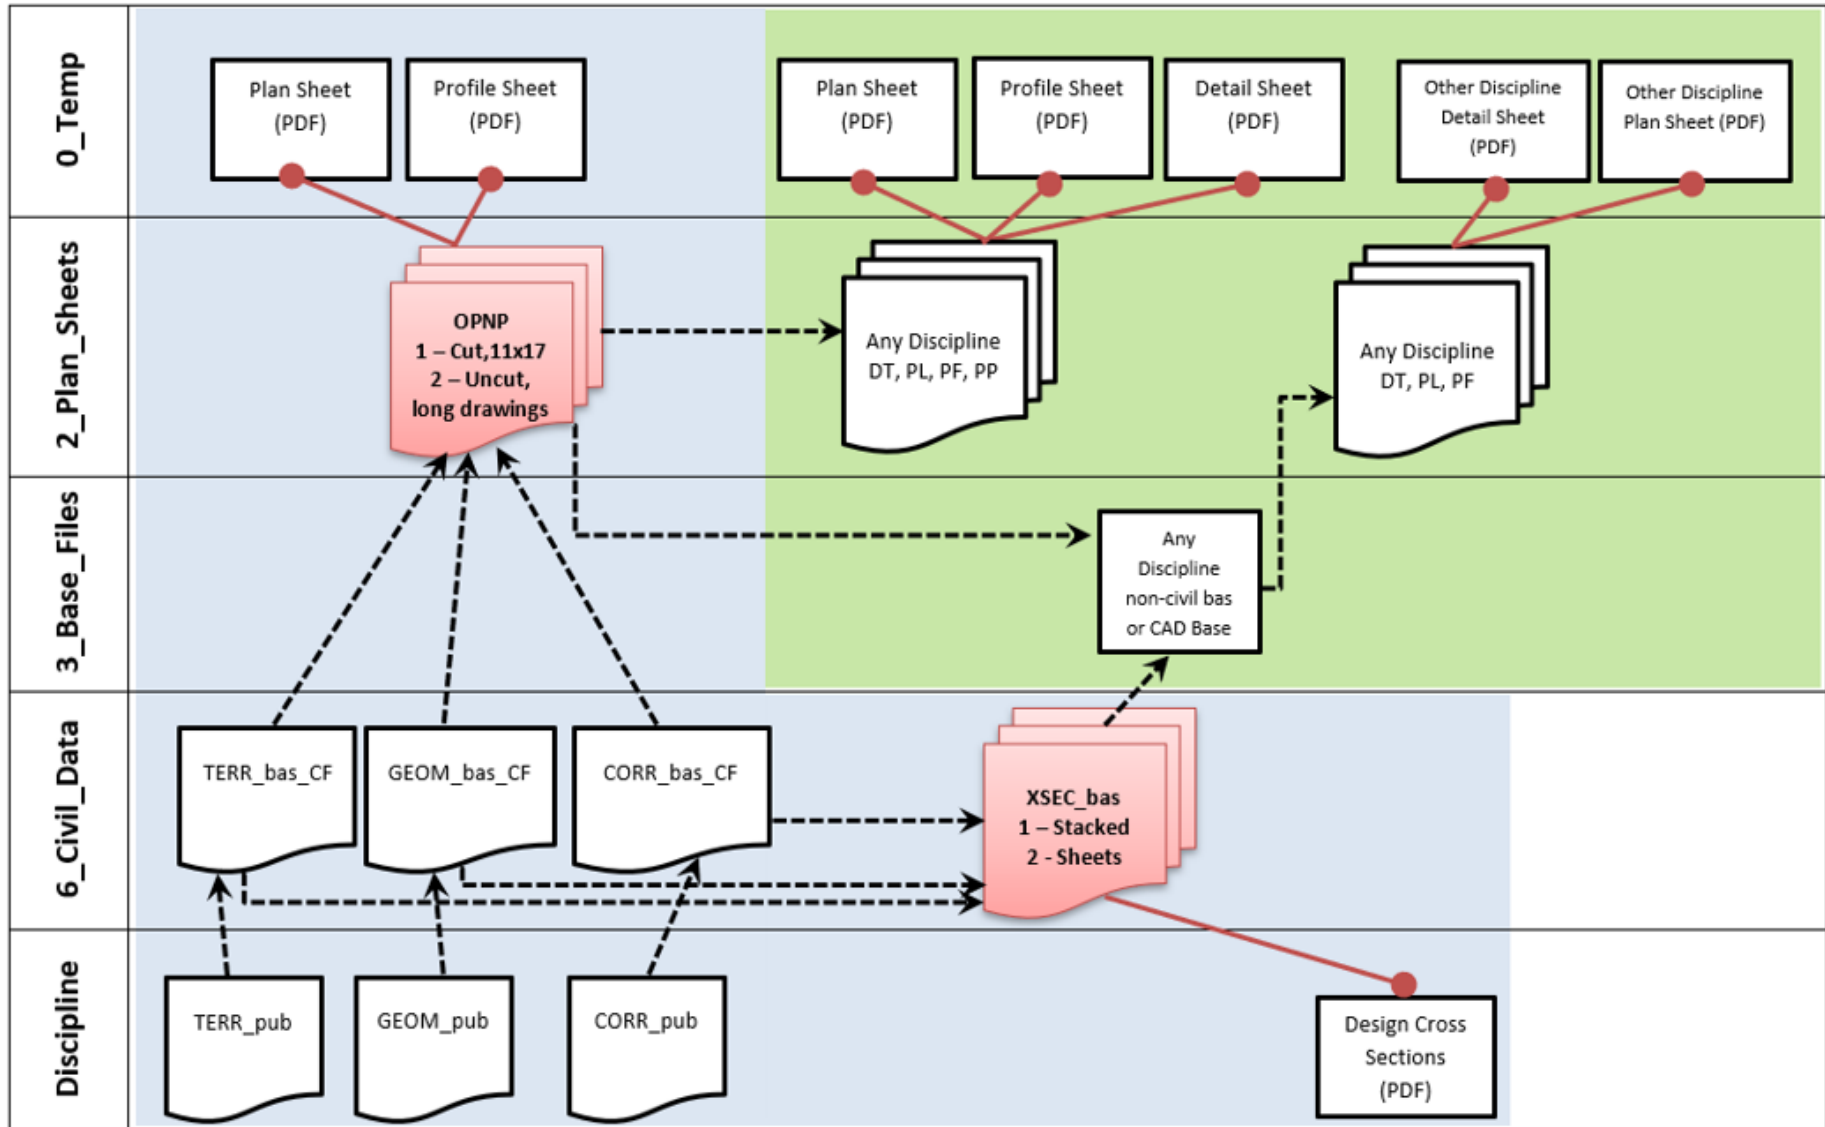 0_Temp
Plan Sheet
(PDF)
Profile Sheet
(PDF)
Plan Sheet
(PDF)
Profile Sheet
(PDF)
Detail Sheet
(PDF)
Other Discipline
Detail Sheet
(PDF)
Other Discipline
Plan Sheet (PDF)
2_Plan_Sheets
OPNP
1 – Cut,11x17
2 – Uncut,
long drawings
Any Discipline
DT, PL, PF, PP
Any Discipline
DT, PL, PF
3_Base_Files
Any
Discipline
non-civil bas
or CAD Base
6_Civil_Data
TERR_bas_CF
GEOM_bas_CF
CORR_bas_CF
XSEC_bas
1 – Stacked
2 - Sheets
Discipline
TERR_pub
GEOM_pub
CORR_pub
Design Cross
Sections
(PDF)